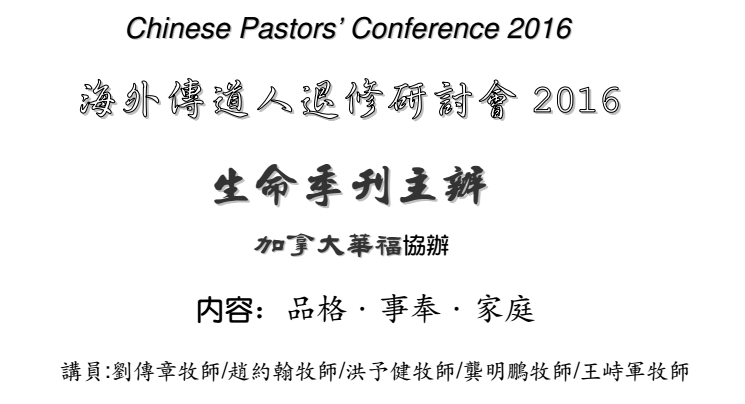 Chinese Pastors’ Conference 2016
海外傳道人退修研討會 2016
生命季刊主辦
加拿大華福協辦
内容：品格．事奉．家庭
講員:劉傳章牧師/趙約翰牧師/洪予健牧師/龔明鵬牧師/王峙軍牧師